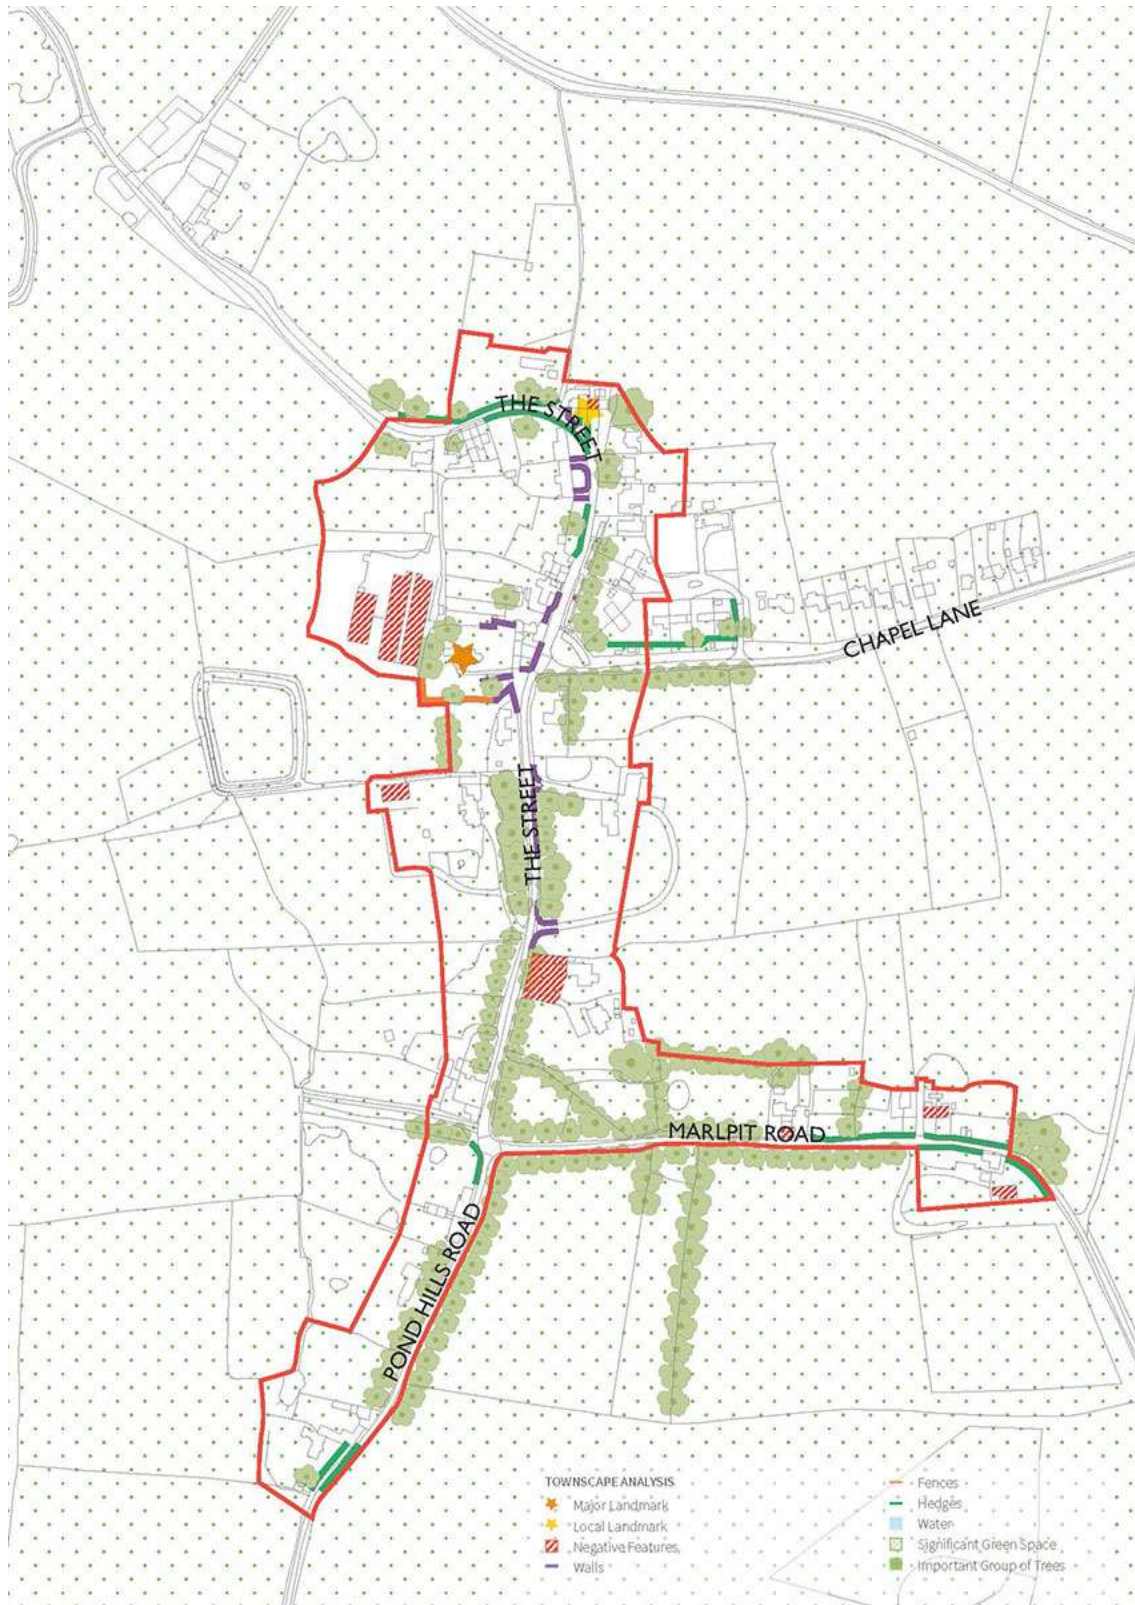 THE STREET
CHAPEL LANE
THE STREET
MARLPIT ROAD
POND HILLS ROAD
TOWNSCAPE ANALYSIS
Major Landmark
Local Landmark
Negative Features
Walls
Fences
Hedges
Water
Significant Green Space
Important Group of Trees